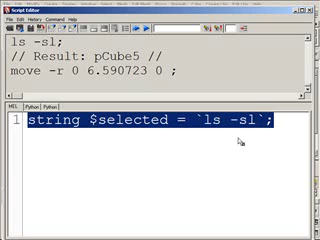 Script Editor
File Edit History Command Help
ls -sl;
// Result: pCube5 //
move -r 0 6.590723 0 ;
MEL Python Python
1 string $selected = `ls -sl`;